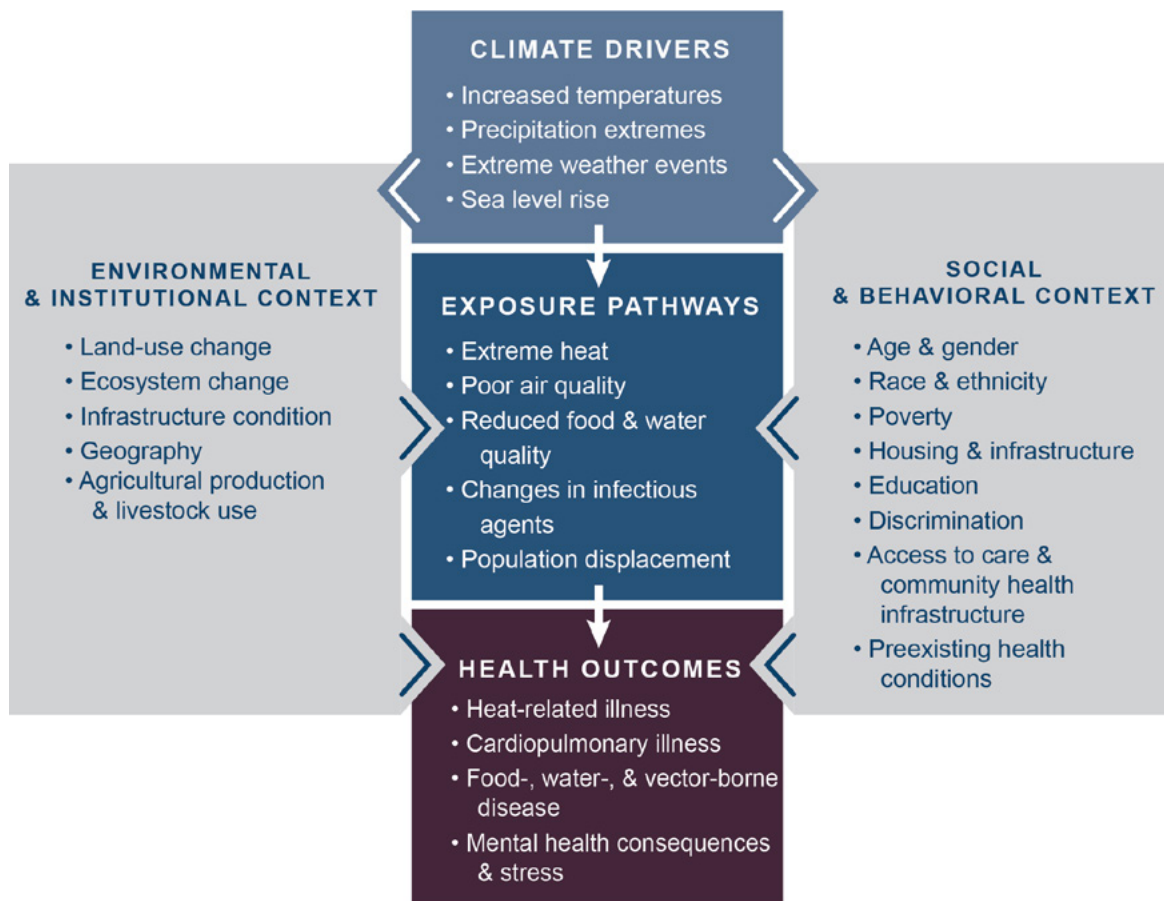 CLIMATE DRIVERS
• Increased temperatures
• Precipitation extremes
• Extreme weather events
• Sea level rise
ENVIRONMENTAL
& INSTITUTIONAL CONTEXT
• Land-use change
• Ecosystem change
• Infrastructure condition
• Geography
• Agricultural production
& livestock use
EXPOSURE PATHWAYS
• Extreme heat
• Poor air quality
• Reduced food & water
quality
• Changes in infectious
agents
• Population displacement
SOCIAL
& BEHAVIORAL CONTEXT
• Age & gender
• Race & ethnicity
• Poverty
• Housing & infrastructure
• Education
• Discrimination
• Access to care &
community health
infrastructure
• Preexisting health
conditions
HEALTH OUTCOMES
• Heat-related illness
• Cardiopulmonary illness
• Food-, water-, & vector-borne
disease
• Mental health consequences
& stress